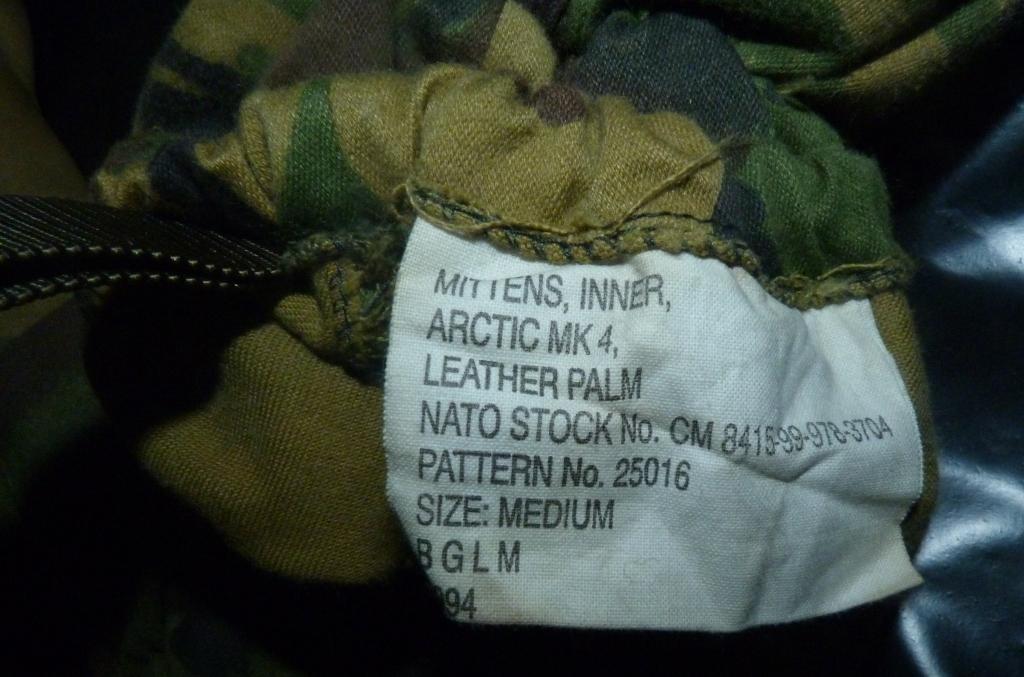 MITTENS, INNER,
ARCTIC MK 4,
LEATHER PALM
NATO STOCK No. CM 8415-99-978-3704
PATTERN No. 25016
SIZE: MEDIUM
B G L M
994